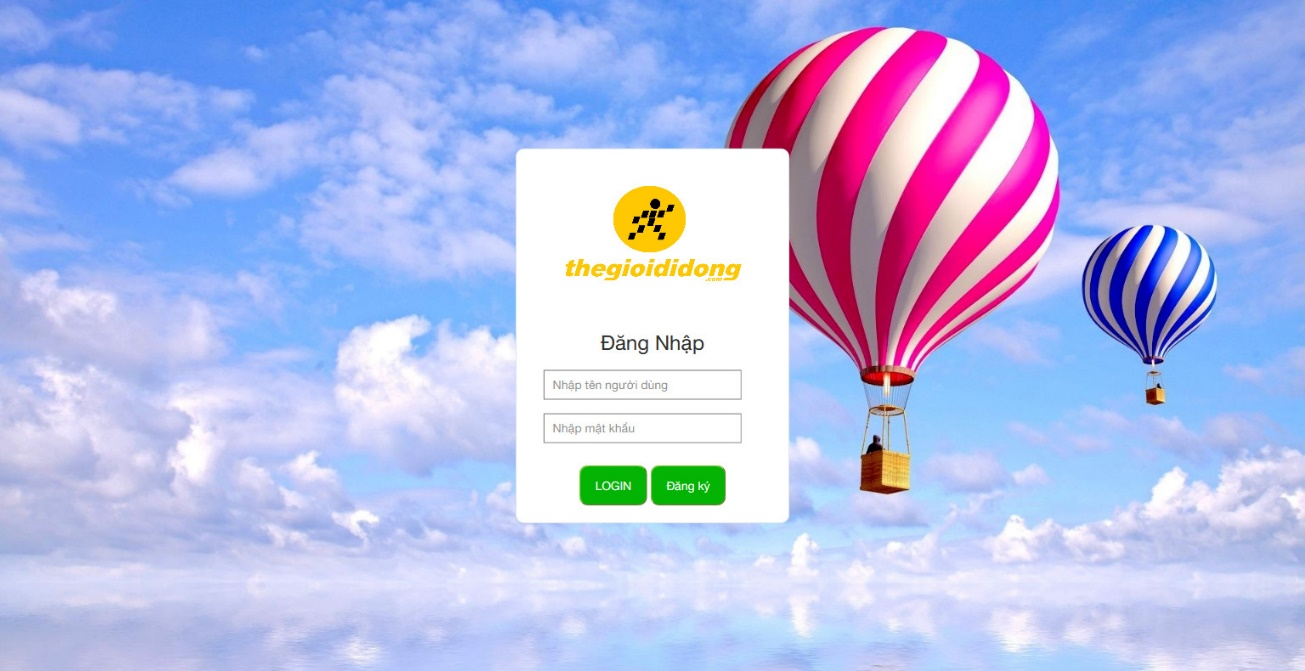 thegioididong
.com
Đăng Nhập
Nhập tên người dùng
Nhập mật khẩu
LOGIN Đăng ký